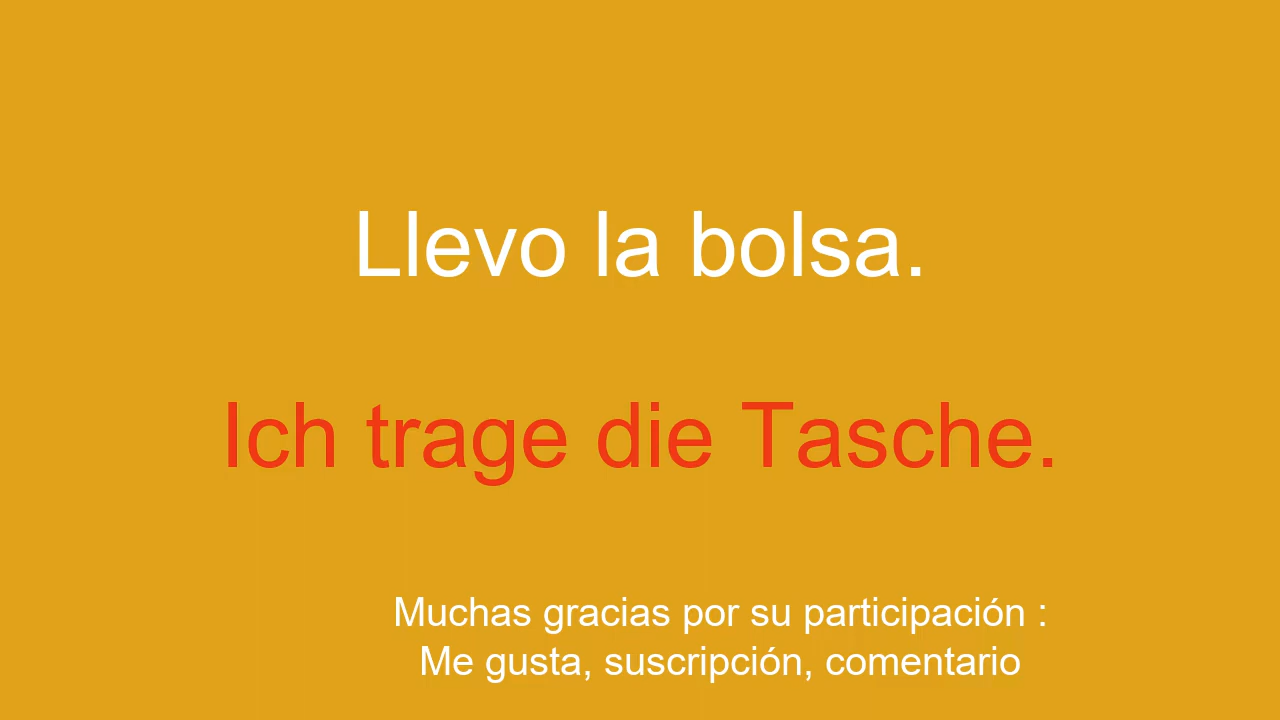 Llevo la bolsa.
Ich trage die Tasche.
Muchas gracias por su participación :
Me gusta, suscripción, comentario